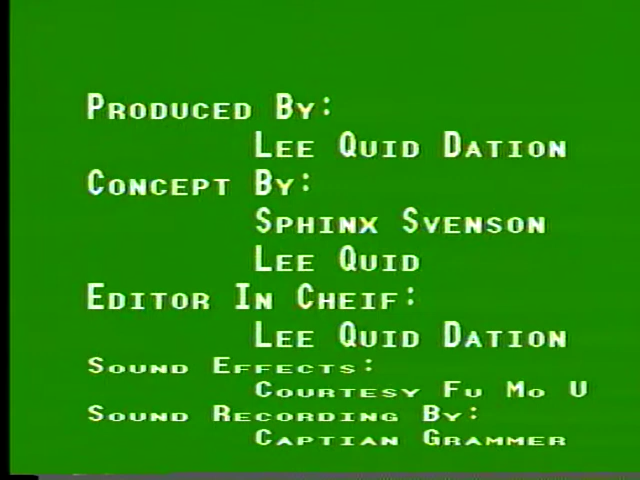 Produced By:
Lee Quid Dation
Concept By:
Sphinx Svenson
Lee Quid
Editor In Cheif:
Lee Quid Dation
Sound Effects:
Courtesy Fu Mo U
Sound Recording By:
Captian Grammer